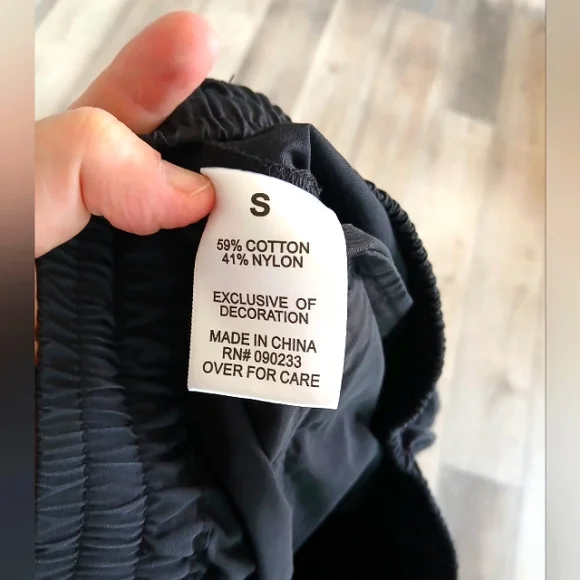 S
59% COTTON
41% NYLON
EXCLUSIVE OF
DECORATION
MADE IN CHINA
RN# 090233
OVER FOR CARE